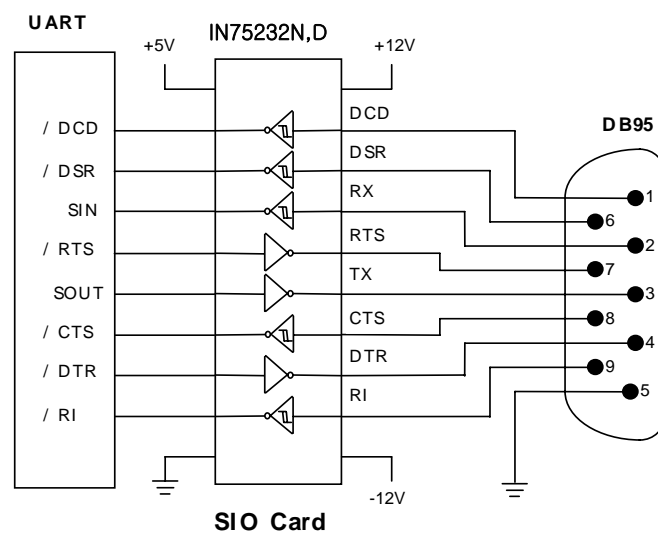 UART
IN75232N,D
+5V
+12V
DB95
/ DCD
DCD
/ DSR
DSR
SIN
RX
/ RTS
RTS
SOUT
TX
/ CTS
CTS
/ DTR
DTR
/ RI
RI
1
6
2
7
3
8
4
9
5
-12V
SIO Card